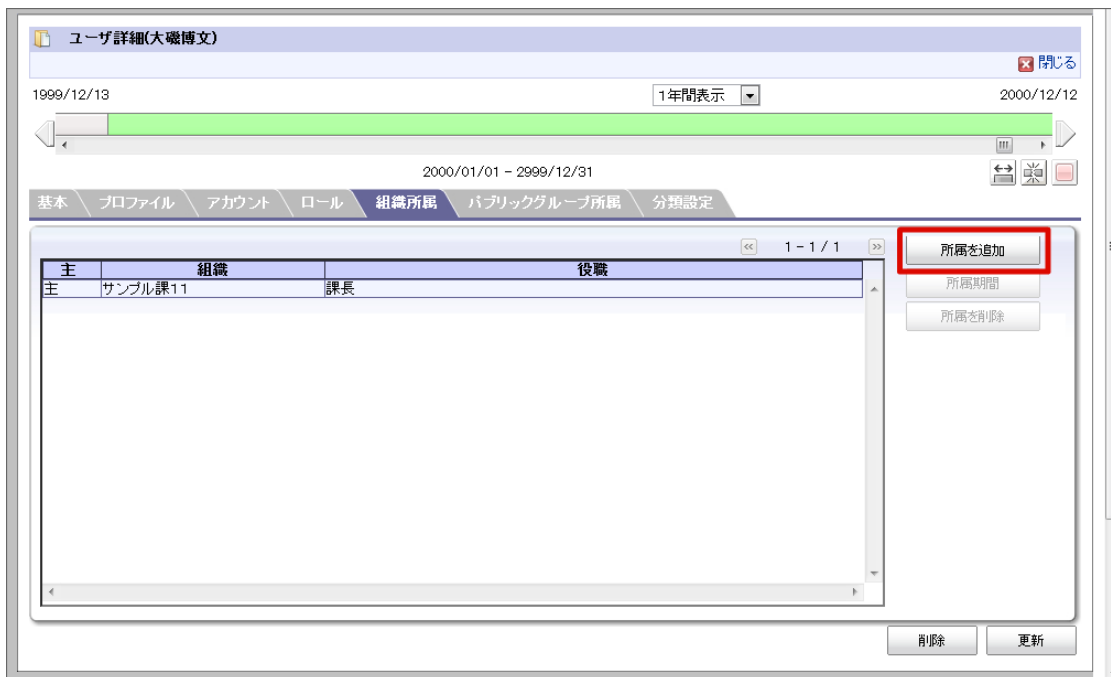 ユーザ詳細(大磯博文)
閉じる
1999/12/13 1年間表示 2000/12/12
2000/01/01 - 2999/12/31
基本 プロファイル アカウント ロール 組織所属 パブリックグループ所属 分類設定
1 - 1 / 1 所属を追加
主 組織 役職
主 サンプル課11 課長
所属期間
所属を削除
削除 更新